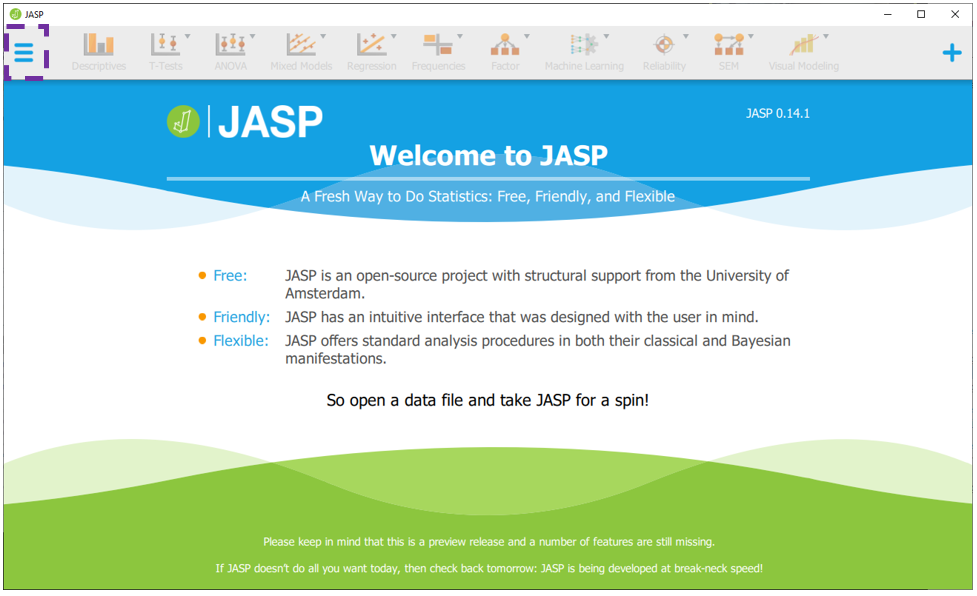 JASP
Descriptives T-Tests ANOVA Mixed Models Regression Frequencies Factor Machine Learning Reliability SEM Visual Modeling
JASP
JASP 0.14.1
Welcome to JASP
A Fresh Way to Do Statistics: Free, Friendly, and Flexible
Free: JASP is an open-source project with structural support from the University of
Amsterdam.
Friendly: JASP has an intuitive interface that was designed with the user in mind.
Flexible: JASP offers standard analysis procedures in both their classical and Bayesian
manifestations.
So open a data file and take JASP for a spin!
Please keep in mind that this is a preview release and a number of features are still missing.
If JASP doesn't do all you want today, then check back tomorrow: JASP is being developed at break-neck speed!